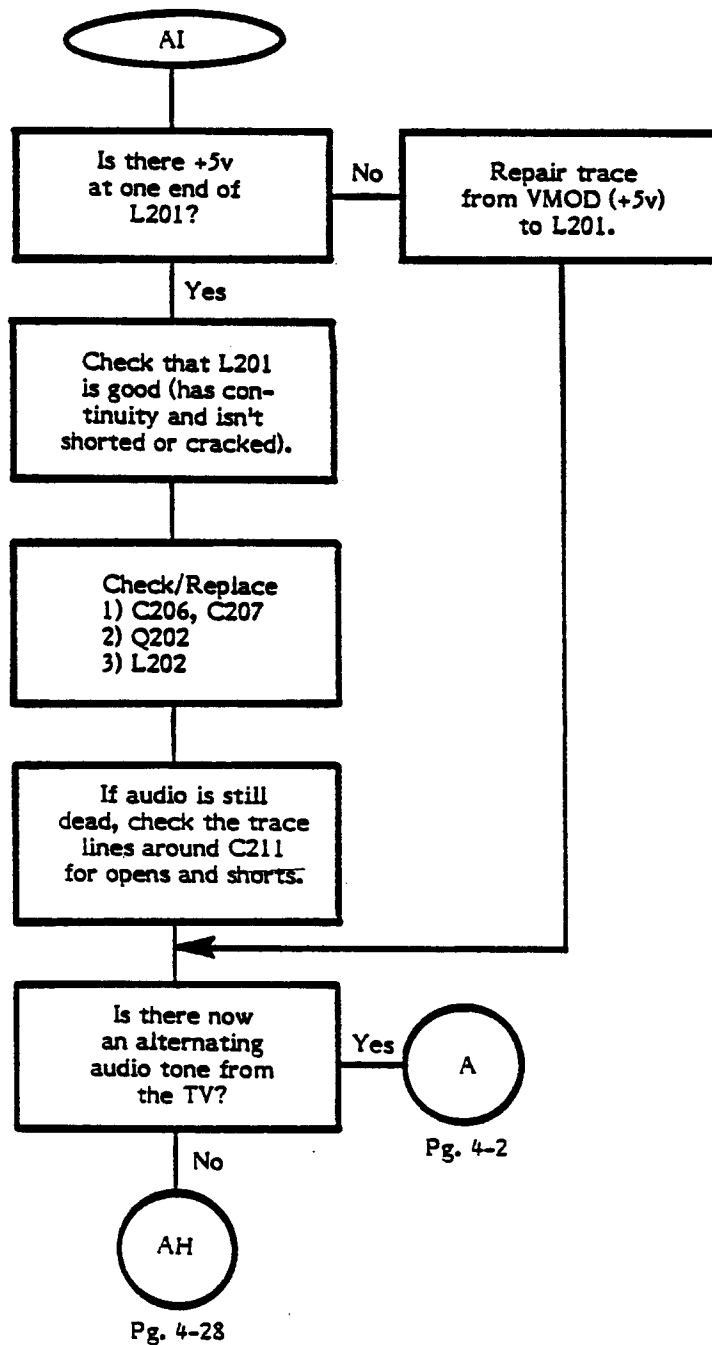 AI
Is there +5v
at one end of
L201?
No
Repair trace
from VMOD (+5v)
to L201.
Yes
Check that L201
is good (has con-
tinuity and isn't
shorted or cracked).
Check/Replace
1) C206, C207
2) Q202
3) L202
If audio is still
dead, check the trace
lines around C211
for opens and shorts.
Is there now
an alternating
audio tone from
the TV?
Yes
A
Pg. 4-2
No
AH
Pg. 4-28